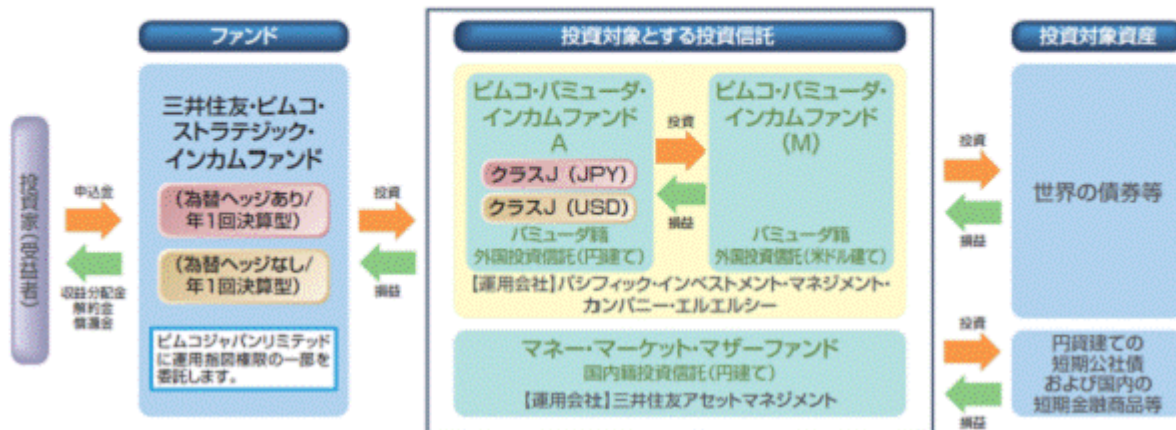 ファンド
投資対象とする投資信託
投資対象資産
投資家(受益者)
申込金
収益分配金
解約金
償還金
三井住友・ピムコ・
ストラテジック・
インカムファンド
(為替ヘッジあり/
年1回決算型)
(為替ヘッジなし/
年1回決算型)
ピムコジャパンリミテッド
に運用指図権限の一部を
委託します。
投資
損益
ピムコ・バミューダ・
インカムファンド
A
クラスJ(JPY)
クラスJ(USD)
バミューダ籍
外国投資信託(円建て)
投資
損益
ピムコ・バミューダ・
インカムファンド
(M)
バミューダ籍
外国投資信託(米ドル建て)
【運用会社】パシフィック・インベストメント・マネジメント・
カンパニー・エルエルシー
マネー・マーケット・マザーファンド
国内籍投資信託(円建て)
【運用会社】三井住友アセットマネジメント
投資
損益
世界の債券等
投資
損益
円貨建ての
短期公社債
および国内の
短期金融商品等